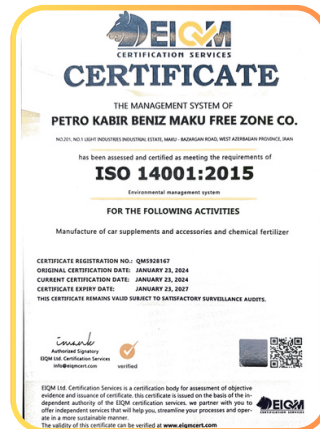 EIQM
CERTIFICATION SERVICES
CERTIFICATE
THE MANAGEMENT SYSTEM OF
PETRO KABIR BENIZ MAKU FREE ZONE CO.
NO.201, NO.1 LIGHT INDUSTRIES INDUSTRIAL ESTATE, MAKU - BAZARGAN ROAD, WEST AZERBAIJAN PROVINCE, IRAN
has been assessed and certified as meeting the requirements of
ISO 14001:2015
Environmental management system
FOR THE FOLLOWING ACTIVITIES
Manufacture of car supplements and accessories and chemical fertilizer
CERTIFICATE REGISTRATION NO.: QMS928167
ORIGINAL CERTIFICATION DATE: JANUARY 23, 2024
CURRENT CERTIFICATION DATE: JANUARY 23, 2024
CERTIFICATE EXPIRY DATE: JANUARY 23, 2027
THIS CERTIFICATE REMAINS VALID SUBJECT TO SATISFACTORY SURVEILLANCE AUDITS.
Authorized Signatory
EIQM Ltd. Certification Services
info@eiqmcert.com
verified
EIQM Ltd. Certification Services is a certification body for assessment of objective
evidence and issuance of certificate. this certificate is issued on the basis of the in-
dependent authority of the EIQM certification services. we partner with you to
offer independent services that will help you, streamline your processes and oper-
ate in a more sustainable manner.
The validity of this certificate can be verified at www.eiqmcert.com
EIQM
CERTIFICATION SERVICES